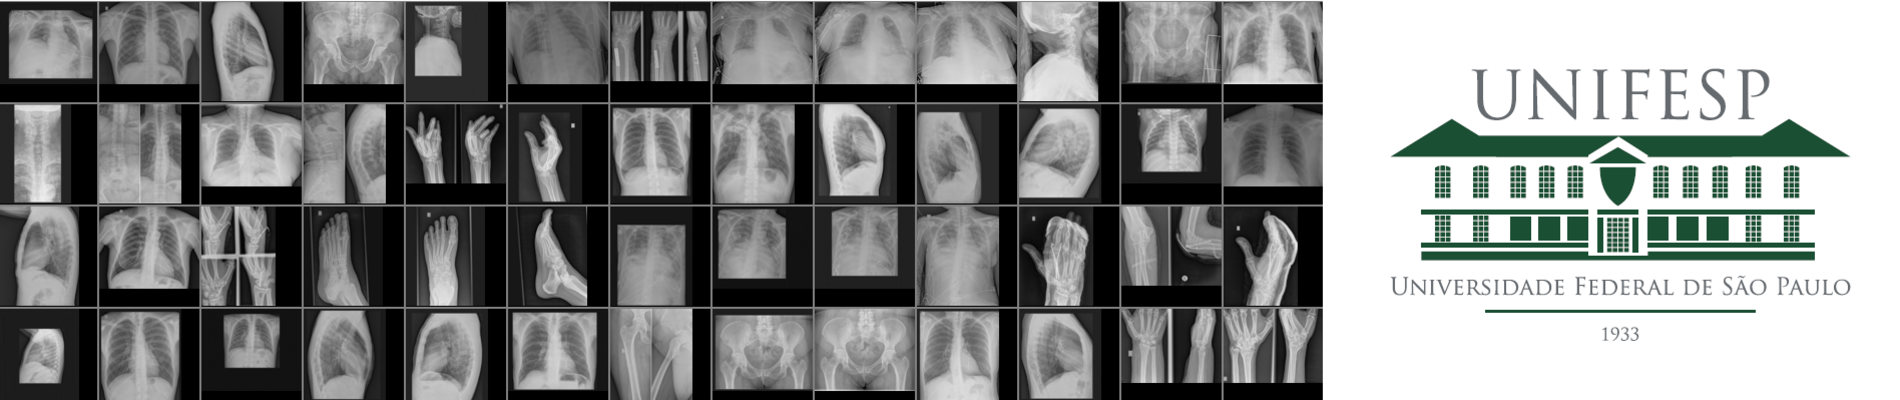 UNIFESP
UNIVERSIDADE FEDERAL DE SÃO PAULO
1933